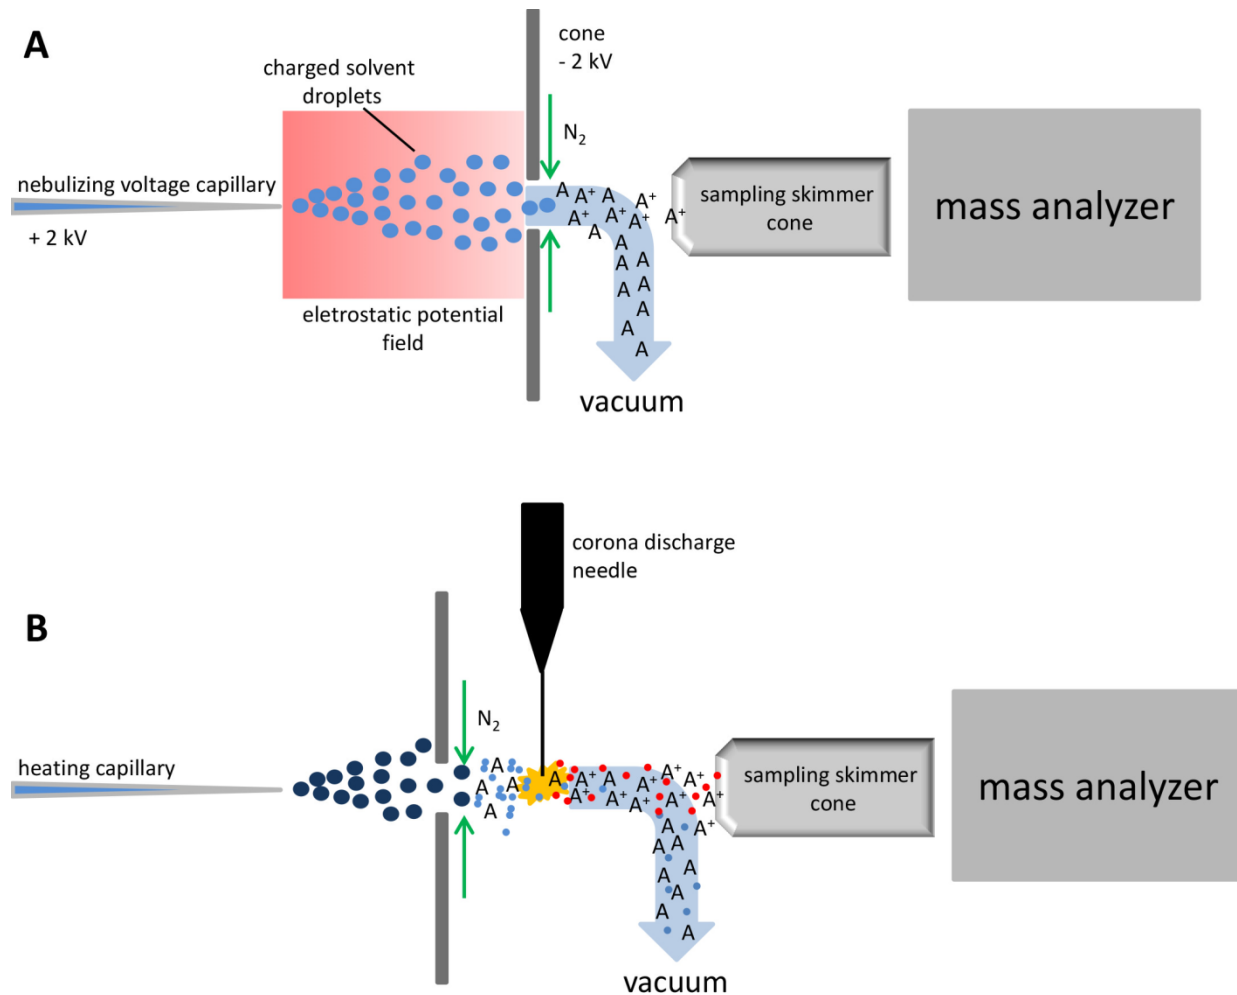 A
cone
- 2 kV
charged solvent
droplets
N2
nebulizing voltage capillary
+ 2 kV
A
A+
A
A+
A+
A+
A+
A
A+
A
A
A
A
A
A
A
A
A
sampling skimmer
cone
mass analyzer
eletrostatic potential
field
vacuum
corona discharge
needle
B
N2
heating capillary
A
A
A
A
A
A+
A+
A+
A+
A+
A+
A+
A+
A+
A+
A
A
A
A
A
A
A
sampling skimmer
cone
mass analyzer
vacuum